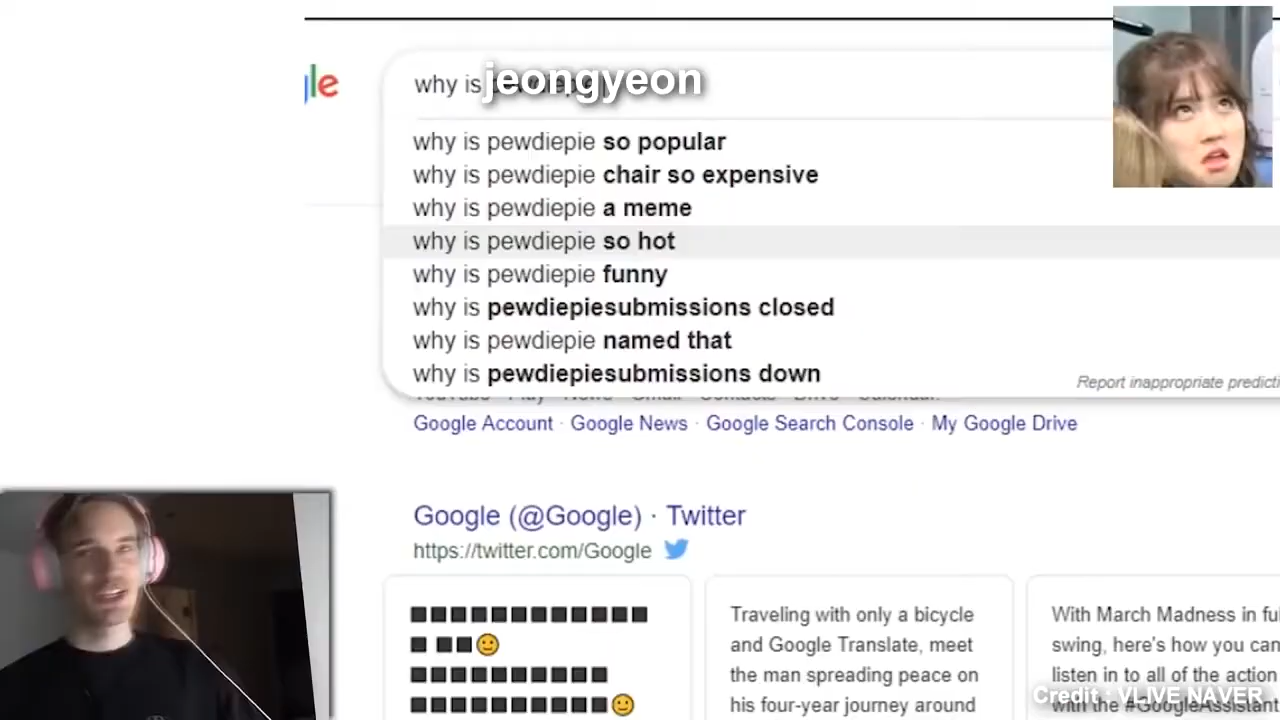 le
why is jeongyeon
why is pewdiepie so popular
why is pewdiepie chair so expensive
why is pewdiepie a meme
why is pewdiepie so hot
why is pewdiepie funny
why is pewdiepiesubmissions closed
why is pewdiepie named that
why is pewdiepiesubmissions down
Report inappropriate predicti
Google Account · Google News · Google Search Console · My Google Drive
Google (@Google) · Twitter
https://twitter.com/Google
Traveling with only a bicycle
and Google Translate, meet
the man spreading peace on
his four-year journey around
With March Madness in ful
swing, here's how you can
listen in to all of the action
with the #GoogleAssistant
Credit : VLIVE NAVER